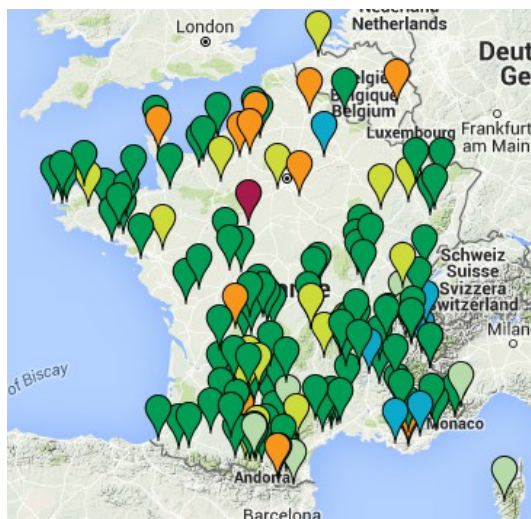 London
Nederland
Netherlands
Deut
Ge
België
Belgique
Belgium
Luxembourg
Frankfurt
am Main
Schweiz
Suisse
Svizzera
Switzerland
Milan
of Biscay
Monaco
Andorra
Barcelona